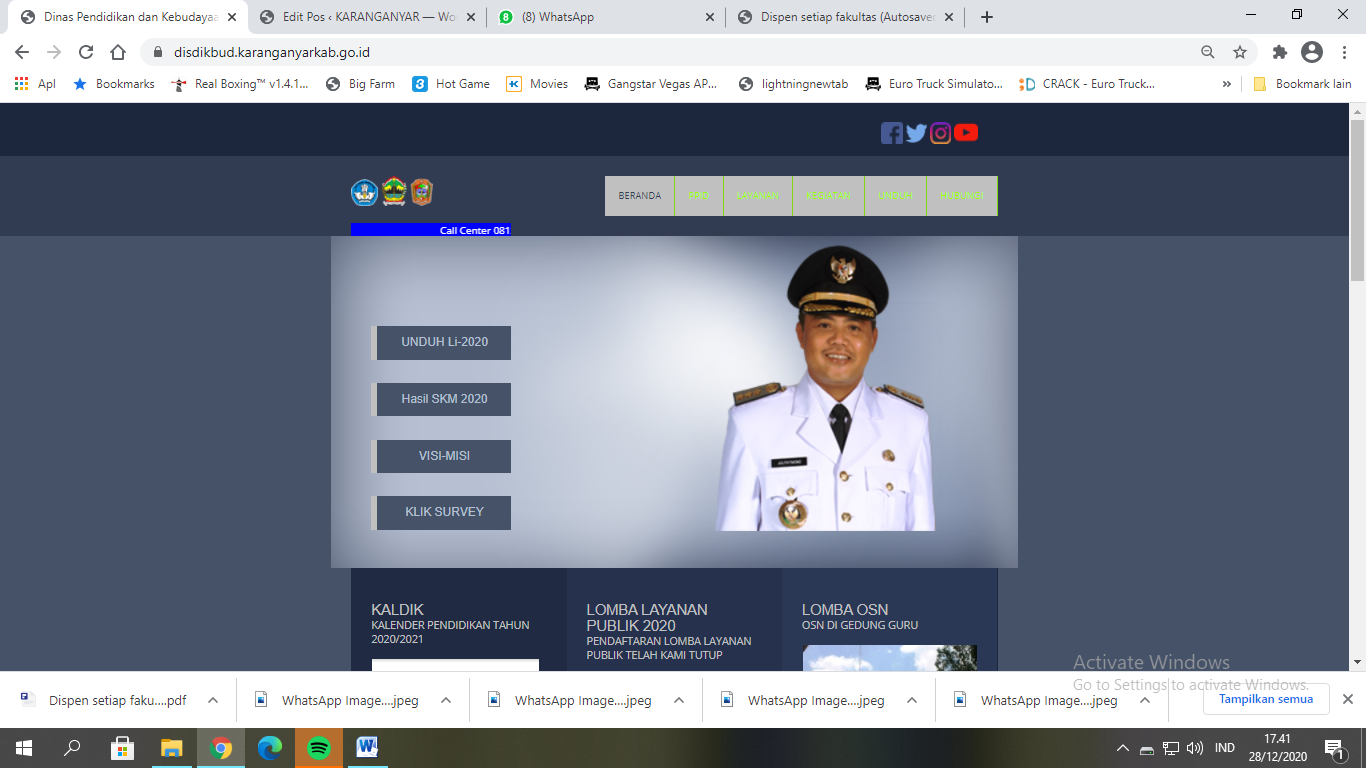 Dinas Pendidikan dan Kebudayaa
Edit Pos ‹ KARANGANYAR — Wo
(8) WhatsApp
Dispen setiap fakultas (Autosave
disdikbud.karanganyarkab.go.id
Apl
Bookmarks
Real Boxing™ v1.4.1...
Big Farm
Hot Game
Movies
Gangstar Vegas AP...
lightningnewtab
Euro Truck Simulato...
CRACK - Euro Truck...
»
Bookmark lain
BERANDA
PPID
LAYANAN
KEGIATAN
UNDUH
HUBUNGI
Call Center 081
UNDUH Li-2020
Hasil SKM 2020
VISI-MISI
KLIK SURVEY
KALDIK
KALENDER PENDIDIKAN TAHUN
2020/2021
LOMBA LAYANAN
PUBLIK 2020
PENDAFTARAN LOMBA LAYANAN
PUBLIK TELAH KAMI TUTUP
LOMBA OSN
OSN DI GEDUNG GURU
Activate Windows
Go to Settings to activate Windows.
Dispen setiap faku....pdf
WhatsApp Image....jpeg
WhatsApp Image....jpeg
WhatsApp Image....jpeg
WhatsApp Image....jpeg
Tampilkan semua
IND
17.41
28/12/2020
1